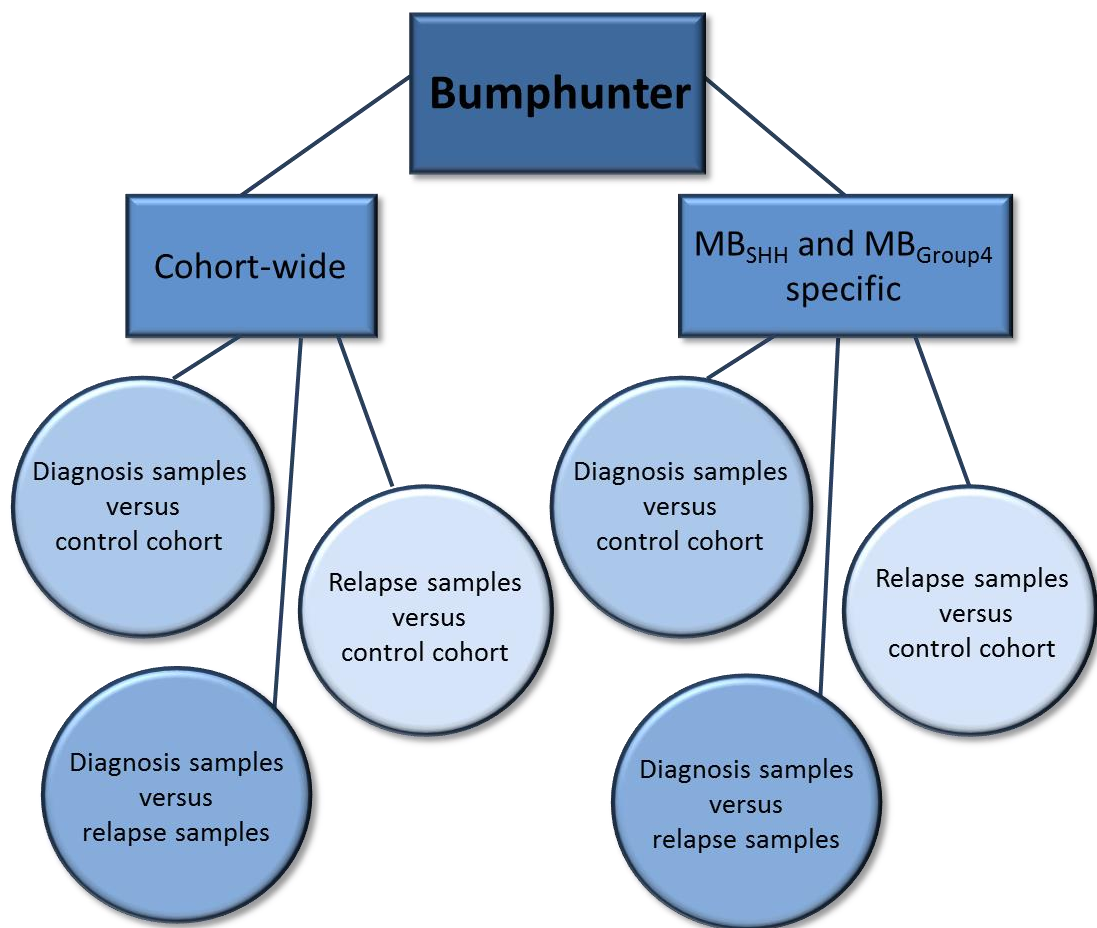 Bumphunter
Cohort-wide
MBSHH and MBGroup4
specific
Diagnosis samples
versus
control cohort
Relapse samples
versus
control cohort
Diagnosis samples
versus
relapse samples
Diagnosis samples
versus
control cohort
Relapse samples
versus
control cohort
Diagnosis samples
versus
relapse samples